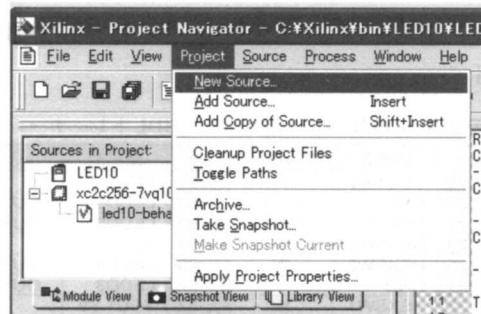 Xilinx - Project Navigator - C:¥Xilinx¥bin¥LED10¥LED
File Edit View Project Source Process Window Help
New Source...
Add Source... Insert
Add Copy of Source... Shift+Insert
Cleanup Project Files
Toggle Paths
Archive...
Take Snapshot...
Make Snapshot Current
Apply Project Properties...
Sources in Project:
LED10
xc2c256-7vq10
led10-beha
Module View Snapshot View Library View
11